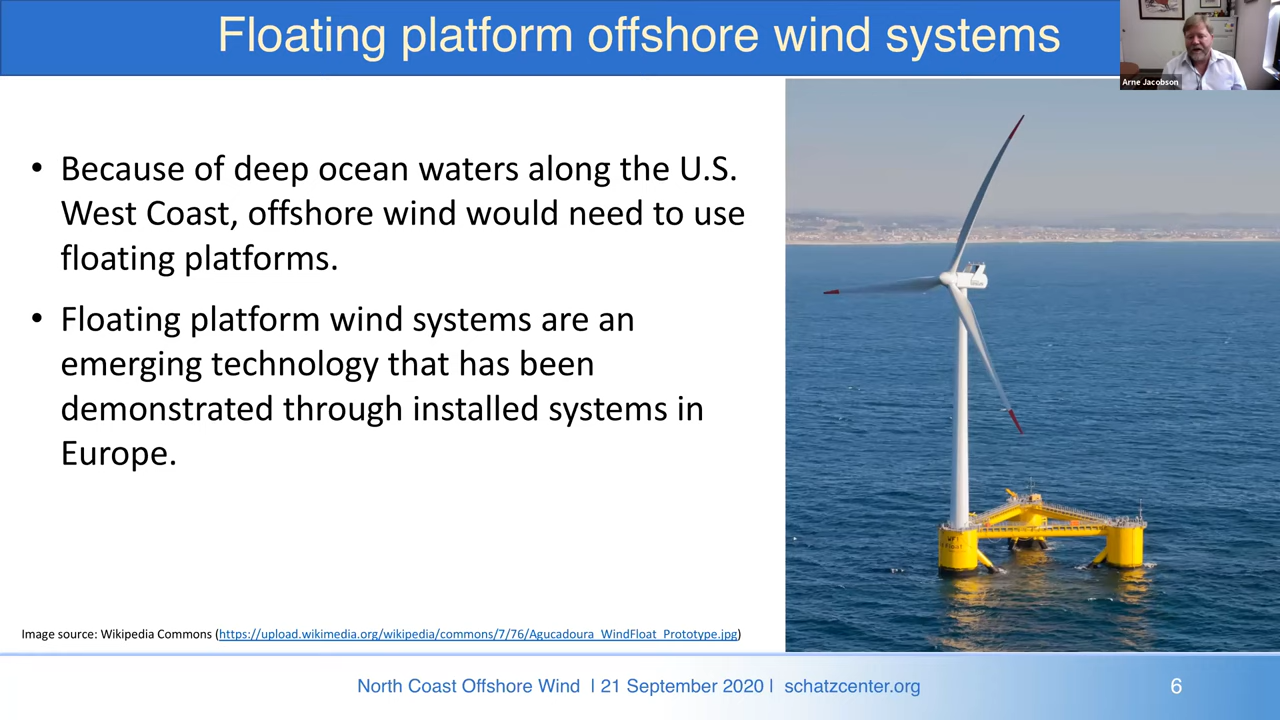 Floating platform offshore wind systems
Arne Jacobson
• Because of deep ocean waters along the U.S.
West Coast, offshore wind would need to use
floating platforms.
• Floating platform wind systems are an
emerging technology that has been
demonstrated through installed systems in
Europe.
Image source: Wikipedia Commons (https://upload.wikimedia.org/wikipedia/commons/7/76/Agucadoura_WindFloat_Prototype.jpg)
North Coast Offshore Wind | 21 September 2020 | schatzcenter.org
6